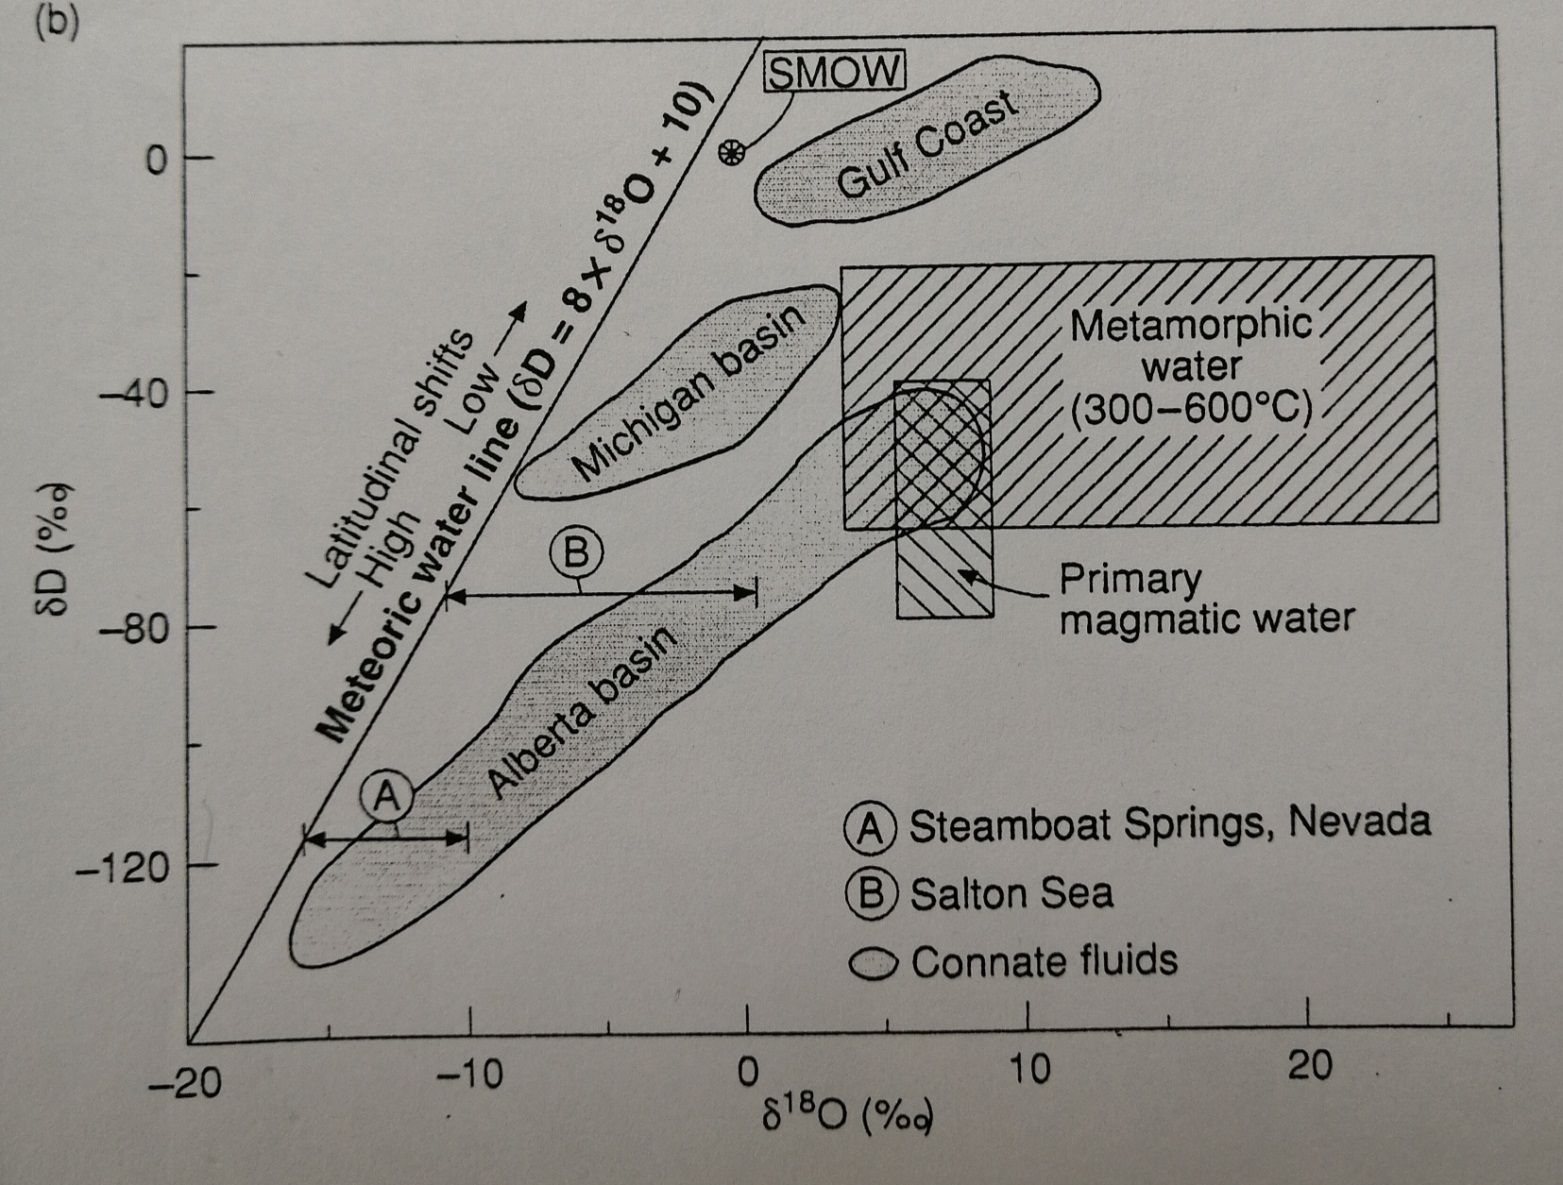 (b)
SMOW
Gulf Coast
0
Meteoric water line (δD = 8 X δ¹⁸O + 10)
Latitudinal shifts
High
Low
Michigan basin
Metamorphic
water
(300–600°C)
–40
δD (‰)
B
Primary
magmatic water
–80
Alberta basin
A
A Steamboat Springs, Nevada
–120
B Salton Sea
Connate fluids
–20
–10
0
10
20
δ¹⁸O (‰)